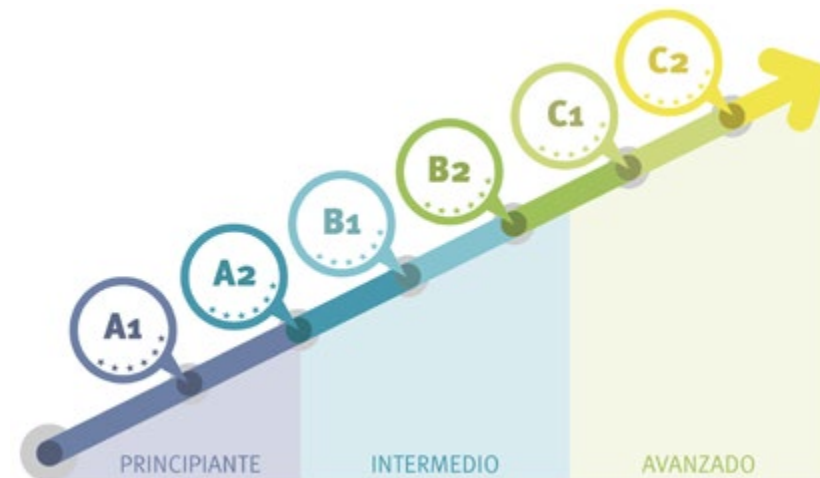 A1
A2
B1
B2
C1
C2
PRINCIPIANTE
INTERMEDIO
AVANZADO